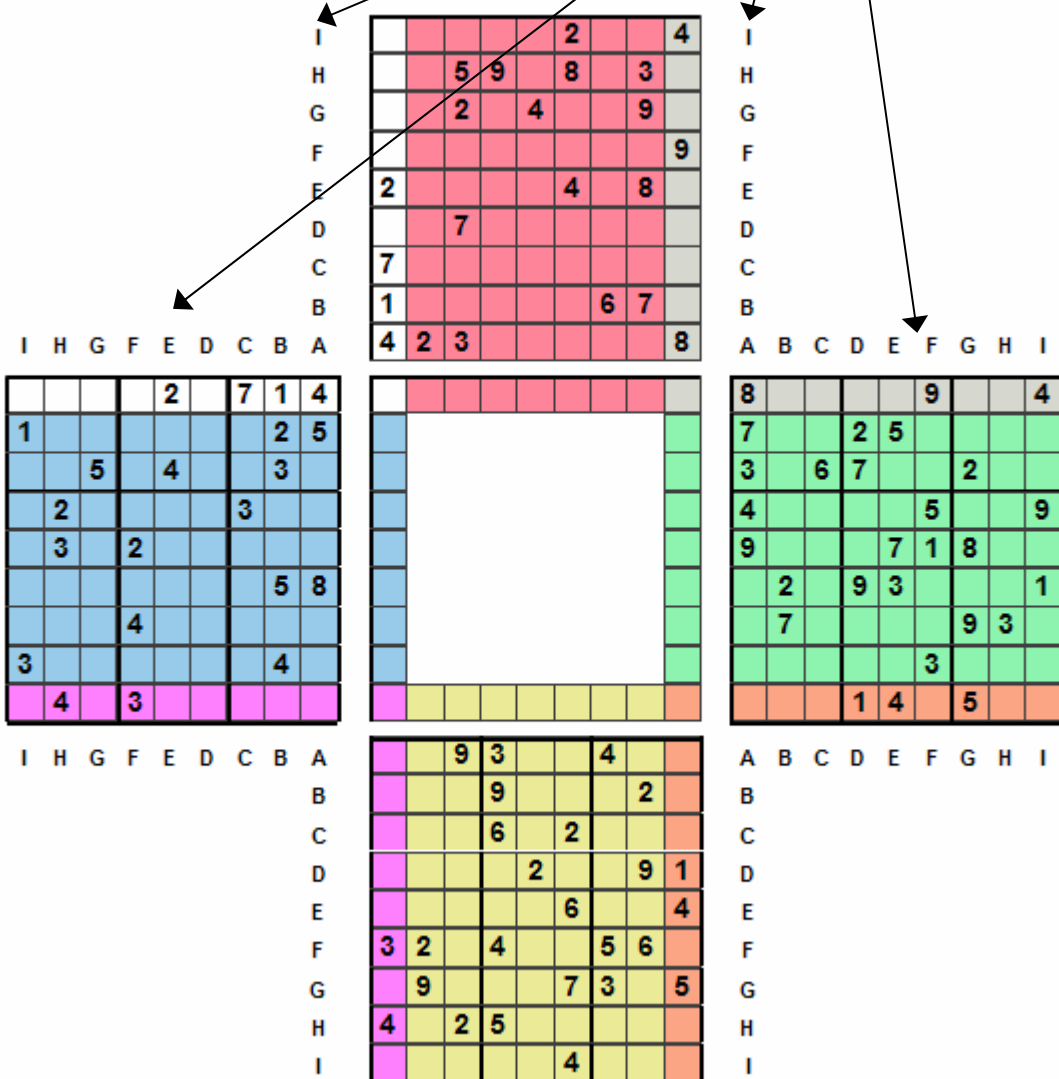 I 2 4 I
H 5 9 8 3 H
G 2 4 9 G
F 9 F
E 2 4 8 E
D 7 D
C 7 C
B 1 6 7 B
I H G F E D C B A 4 2 3 8 A B C D E F G H I
2 7 1 4 8 9 4
1 2 5 7 2 5
5 4 3 3 6 7 2
2 3 4 5 9
3 2 9 7 1 8
5 8 2 9 3 1
4 7 9 3
3 4 3
4 3 1 4 5
I H G F E D C B A 9 3 4 A B C D E F G H I
B 9 2 B
C 6 2 C
D 2 9 1 D
E 6 4 E
F 3 2 4 5 6 F
G 9 7 3 5 G
H 4 2 5 H
I 4 I